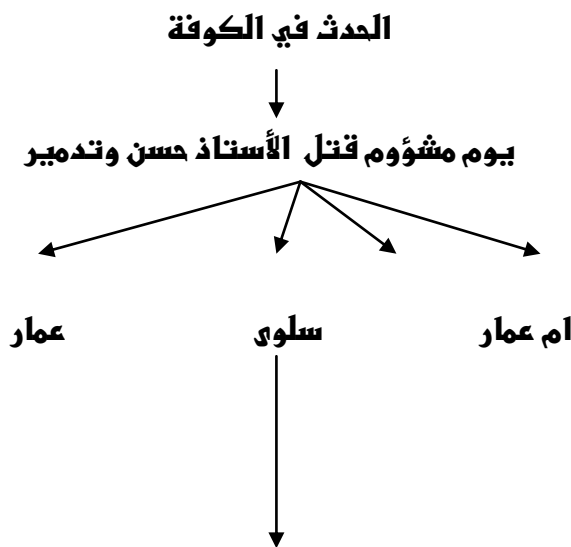 الحدث في الكوفة
يوم مشؤوم قتل الأستاذ حسن وتدمير
ام عمار سلوى عمار